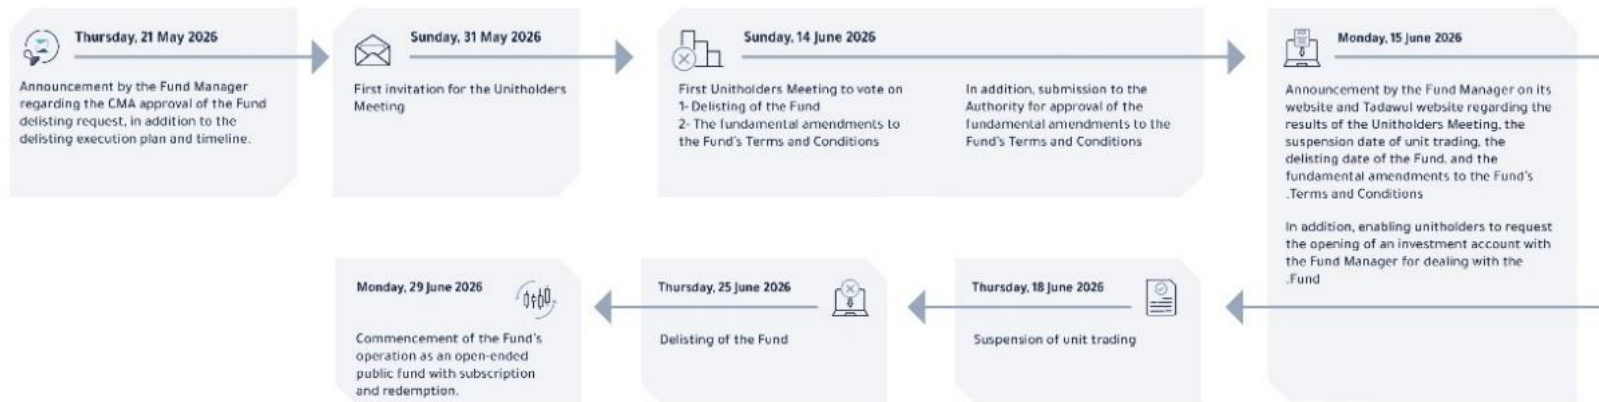 Thursday, 21 May 2026
Announcement by the Fund Manager
regarding the CMA approval of the Fund
delisting request, in addition to the
delisting execution plan and timeline.
Sunday, 31 May 2026
First invitation for the Unitholders
Meeting
Sunday, 14 June 2026
First Unitholders Meeting to vote on
1- Delisting of the Fund
2- The fundamental amendments to
the Fund's Terms and Conditions
In addition, submission to the
Authority for approval of the
fundamental amendments to the
Fund's Terms and Conditions
Monday, 15 June 2026
Announcement by the Fund Manager on its
website and Tadawul website regarding the
results of the Unitholders Meeting, the
suspension date of unit trading, the
delisting date of the Fund, and the
fundamental amendments to the Fund's
.Terms and Conditions
In addition, enabling unitholders to request
the opening of an investment account with
the Fund Manager for dealing with the
.Fund
Thursday, 18 June 2026
Suspension of unit trading
Thursday, 25 June 2026
Delisting of the Fund
Monday, 29 June 2026
Commencement of the Fund's
operation as an open-ended
public fund with subscription
and redemption.